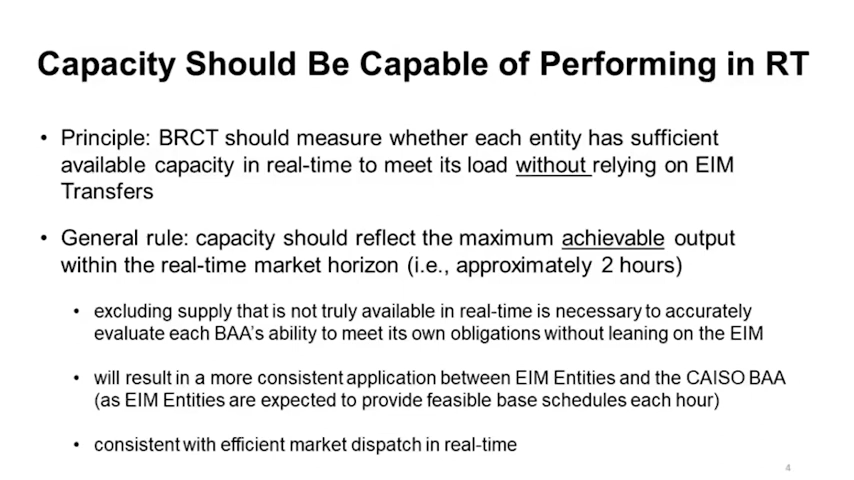 Capacity Should Be Capable of Performing in RT
• Principle: BRCT should measure whether each entity has sufficient
available capacity in real-time to meet its load without relying on EIM
Transfers
• General rule: capacity should reflect the maximum achievable output
within the real-time market horizon (i.e., approximately 2 hours)
• excluding supply that is not truly available in real-time is necessary to accurately
evaluate each BAA's ability to meet its own obligations without leaning on the EIM
• will result in a more consistent application between EIM Entities and the CAISO BAA
(as EIM Entities are expected to provide feasible base schedules each hour)
• consistent with efficient market dispatch in real-time
4